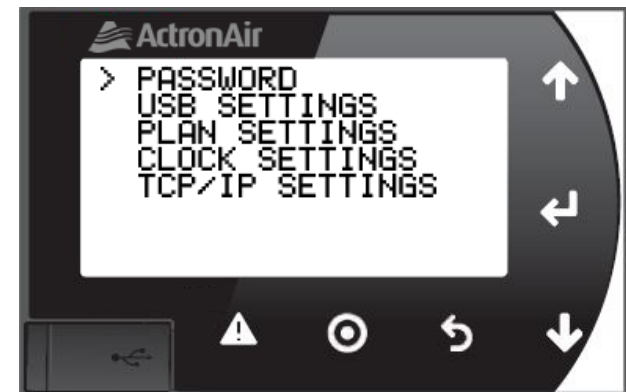 ActronAir
> PASSWORD
USB SETTINGS
PLAN SETTINGS
CLOCK SETTINGS
TCP/IP SETTINGS